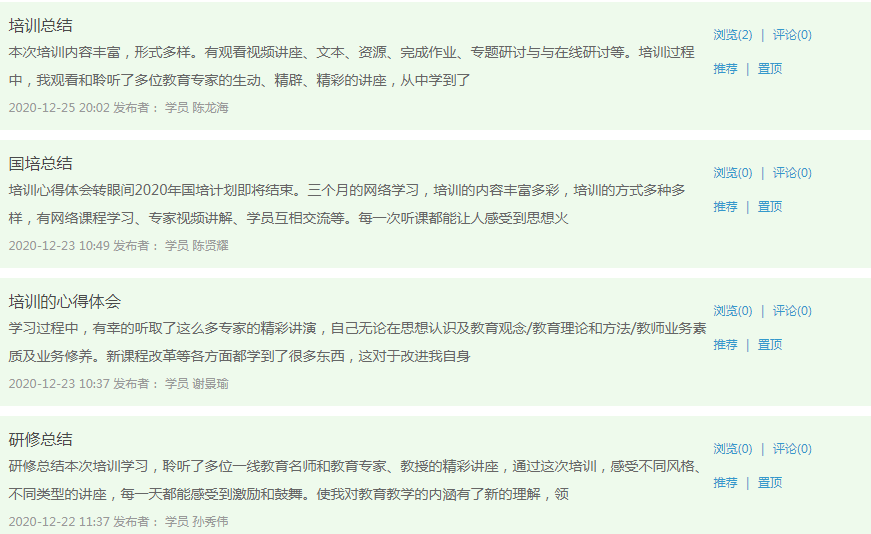 培训总结
浏览(2) | 评论(0)
本次培训内容丰富，形式多样。有观看视频讲座、文本、资源、完成作业、专题研讨与与在线研讨等。培训过程
推荐 | 置顶
中，我观看和聆听了多位教育专家的生动、精辟、精彩的讲座，从中学到了
2020-12-25 20:02 发布者： 学员 陈龙海
国培总结
浏览(0) | 评论(0)
培训心得体会转眼间2020年国培计划即将结束。三个月的网络学习，培训的内容丰富多彩，培训的方式多种多
推荐 | 置顶
样，有网络课程学习、专家视频讲解、学员互相交流等。每一次听课都能让人感受到思想火
2020-12-23 10:49 发布者： 学员 陈贤耀
培训的心得体会
浏览(0) | 评论(0)
学习过程中，有幸的听取了这么多专家的精彩讲演，自己无论在思想认识及教育观念/教育理论和方法/教师业务素
推荐 | 置顶
质及业务修养。新课程改革等各方面都学到了很多东西，这对于改进我自身
2020-12-23 10:37 发布者： 学员 谢景瑜
研修总结
浏览(0) | 评论(0)
研修总结本次培训学习，聆听了多位一线教育名师和教育专家、教授的精彩讲座，通过这次培训，感受不同风格、
推荐 | 置顶
不同类型的讲座，每一天都能感受到激励和鼓舞。使我对教育教学的内涵有了新的理解，领
2020-12-22 11:37 发布者： 学员 孙秀伟